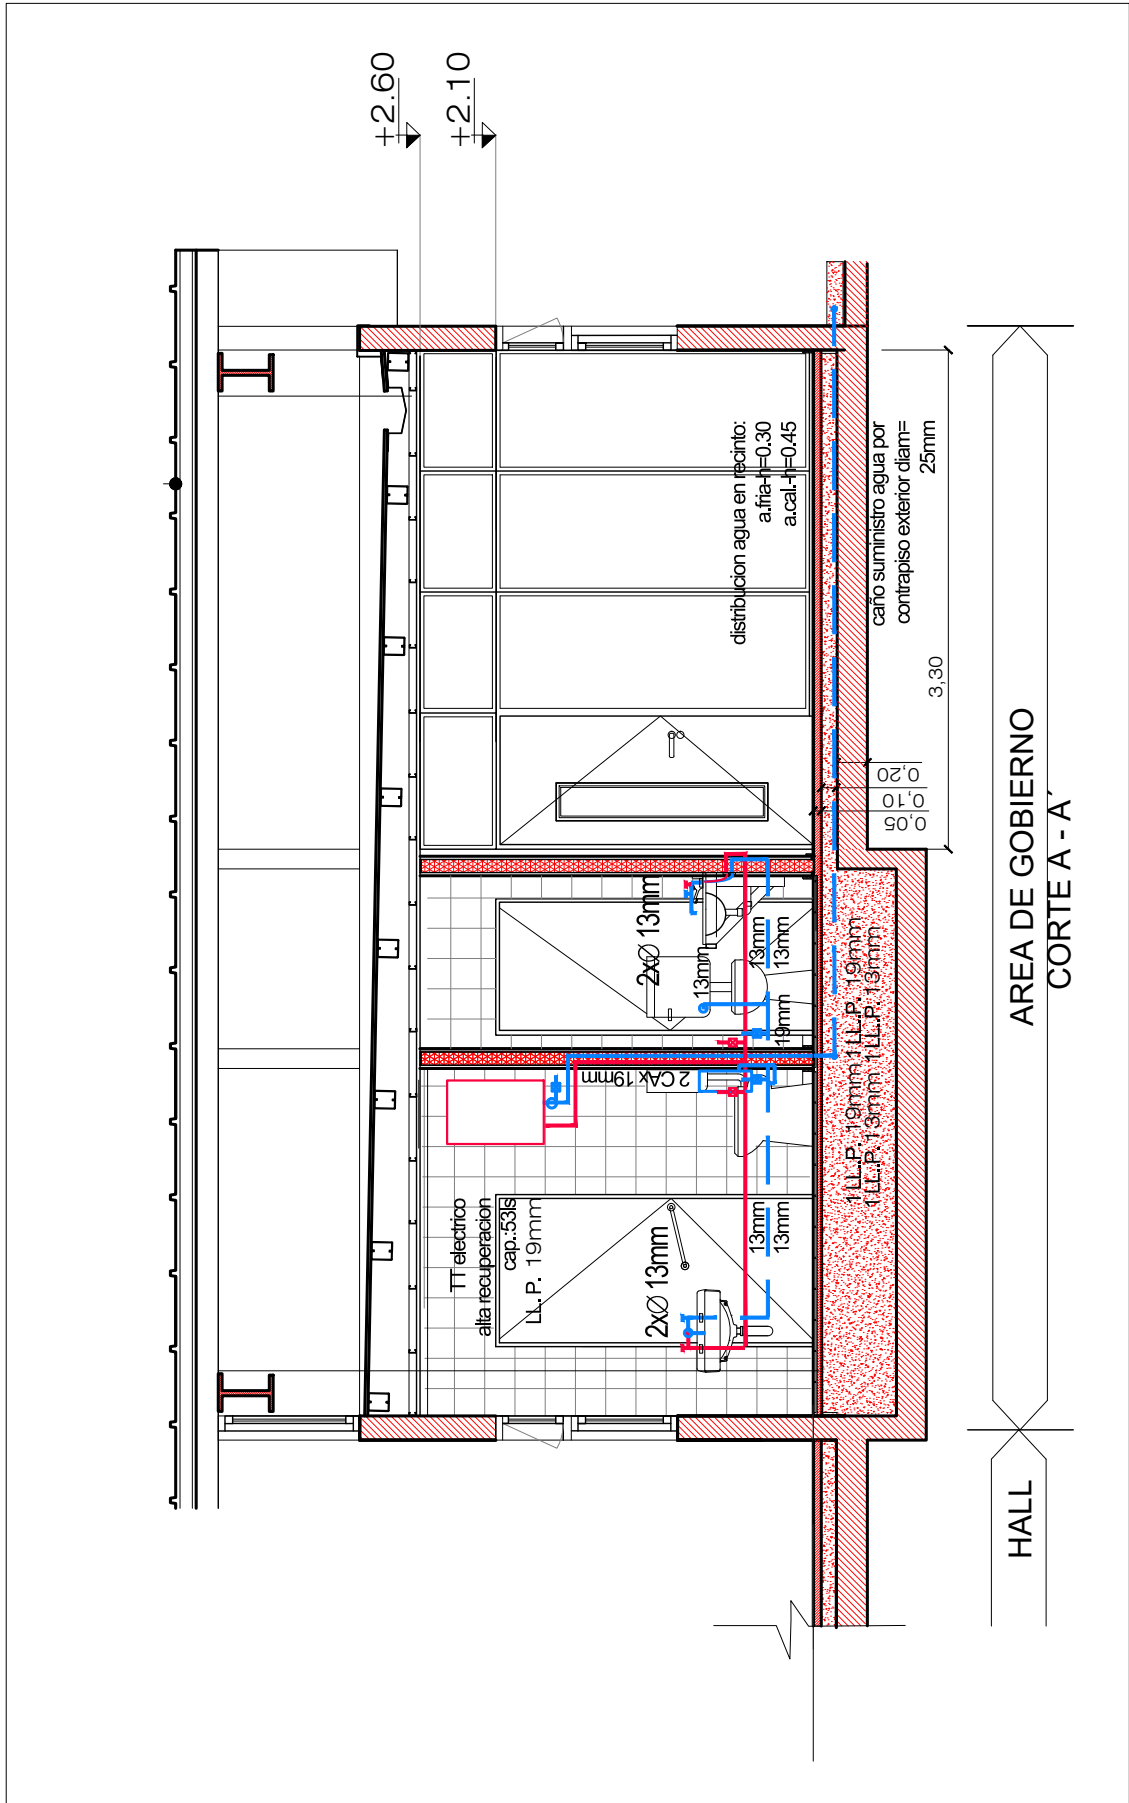 +2.60
+2.10
TT electrico
alta recuperacion
cap.:53ls
LL. P. 19mm
2xØ 13mm
13mm
13mm
2 CAx 19mm
2xØ 13mm
13mm
19mm
13mm
13mm
distribucion agua en recinto:
a.fria-h=0.30
a.cal.-h=0.45
1 LL.P. 19mm 1 LL.P. 19mm
1 LL.P. 13mm 1 LL.P. 13mm
caño suministro agua por
contrapiso exterior diam=
25mm
0,05
0,10
0,20
3,30
HALL
AREA DE GOBIERNO
CORTE A - A´